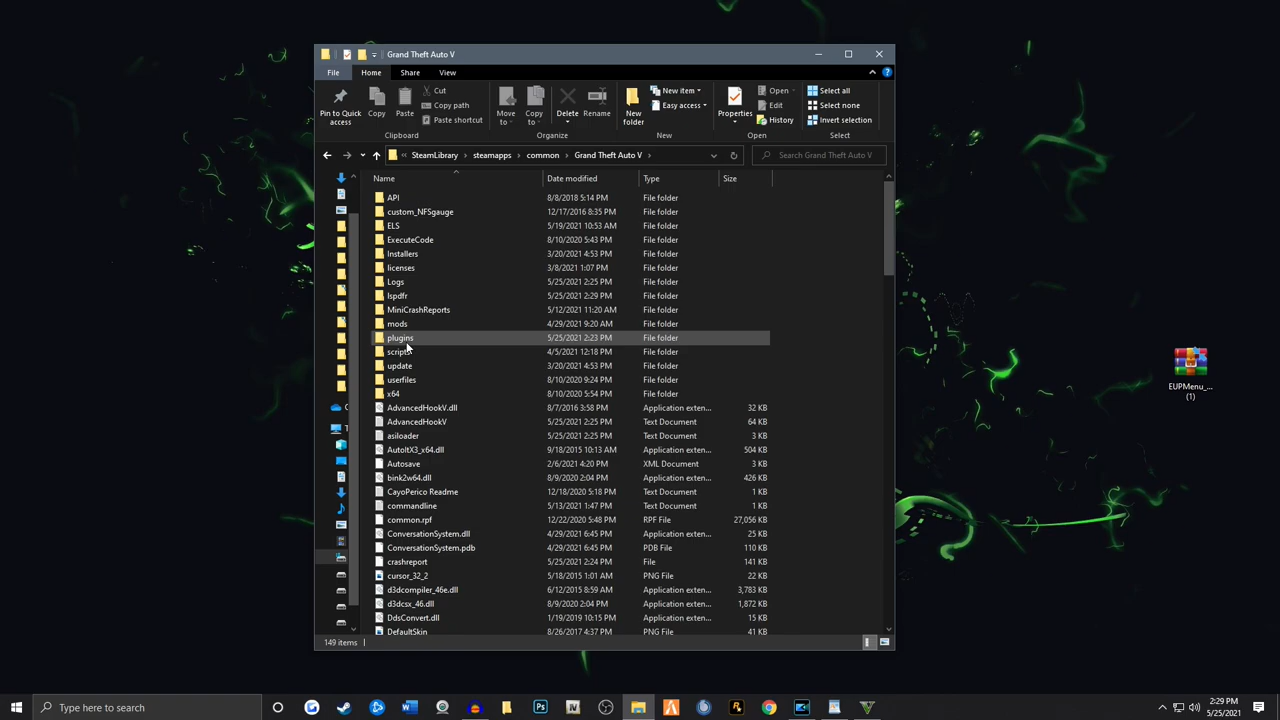 Grand Theft Auto V
File Home Share View
Pin to Quick access
Copy
Paste
Cut
Copy path
Paste shortcut
Clipboard
Move to
Copy to
Delete
Rename
Organize
New folder
New item
Easy access
New
Properties
Open
Edit
History
Open
Select all
Select none
Invert selection
Select
« SteamLibrary > steamapps > common > Grand Theft Auto V >
Search Grand Theft Auto V
Name Date modified Type Size
API 8/8/2018 5:14 PM File folder
custom_NFSgauge 12/17/2016 8:35 PM File folder
ELS 5/19/2021 10:53 AM File folder
ExecuteCode 8/10/2020 5:43 PM File folder
Installers 3/20/2021 4:53 PM File folder
licenses 3/8/2021 1:07 PM File folder
Logs 5/25/2021 2:25 PM File folder
lspdfr 5/25/2021 2:29 PM File folder
MiniCrashReports 5/12/2021 11:20 AM File folder
mods 4/29/2021 9:20 AM File folder
plugins 5/25/2021 2:23 PM File folder
scripts 4/5/2021 12:18 PM File folder
update 3/20/2021 4:53 PM File folder
userfiles 8/10/2020 9:24 PM File folder
x64 8/10/2020 5:54 PM File folder
AdvancedHookV.dll 8/7/2016 3:58 PM Application exten... 32 KB
AdvancedHookV 5/25/2021 2:25 PM Text Document 64 KB
asiloader 5/25/2021 2:25 PM Text Document 3 KB
AutoItX3_x64.dll 9/18/2015 10:13 AM Application exten... 504 KB
Autosave 2/6/2021 4:20 PM XML Document 3 KB
bink2w64.dll 8/9/2020 2:04 PM Application exten... 426 KB
CayoPerico Readme 12/18/2020 5:18 PM Text Document 1 KB
commandline 5/13/2021 1:47 PM Text Document 1 KB
common.rpf 12/22/2020 5:48 PM RPF File 27,056 KB
ConversationSystem.dll 4/29/2021 6:45 PM Application exten... 25 KB
ConversationSystem.pdb 4/29/2021 6:45 PM PDB File 110 KB
crashreport 5/25/2021 2:24 PM File 141 KB
cursor_32_2 5/18/2015 1:01 AM PNG File 22 KB
d3dcompiler_46e.dll 6/12/2015 8:59 AM Application exten... 3,783 KB
d3dcsx_46.dll 8/9/2020 2:04 PM Application exten... 1,872 KB
DdsConvert.dll 1/19/2019 10:15 PM Application exten... 15 KB
DefaultSkin 8/26/2017 4:37 PM PNG File 41 KB
149 items
EUPMenu_... (1)
Type here to search
2:29 PM
5/25/2021